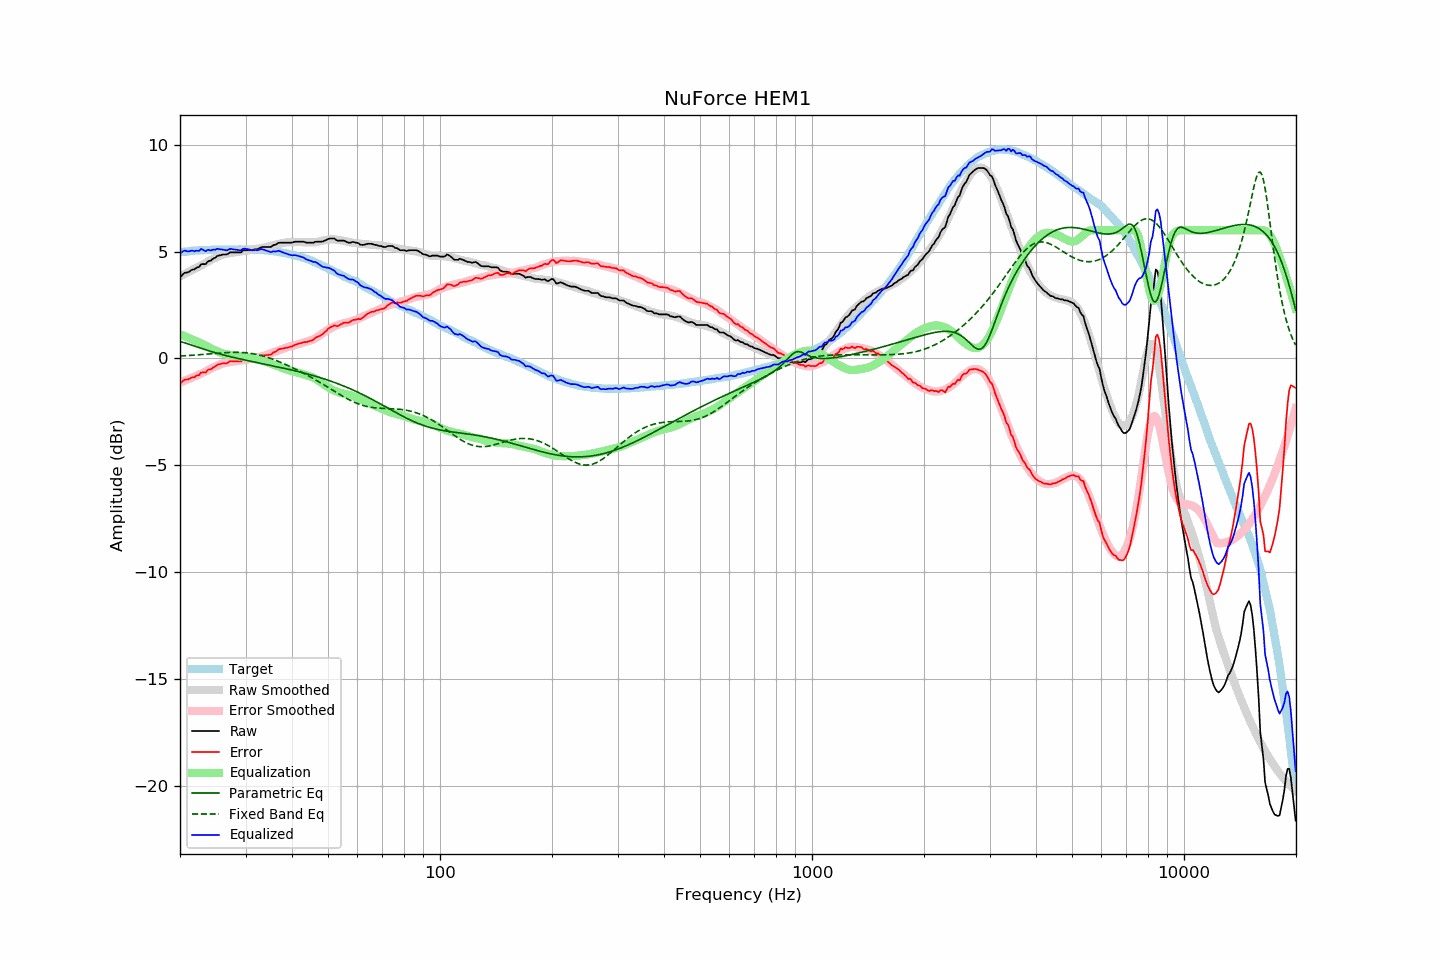 NuForce HEM1
Amplitude (dBr)
10
5
0
−5
−10
−15
−20
Target
Raw Smoothed
Error Smoothed
Raw
Error
Equalization
Parametric Eq
Fixed Band Eq
Equalized
100
1000
10000
Frequency (Hz)